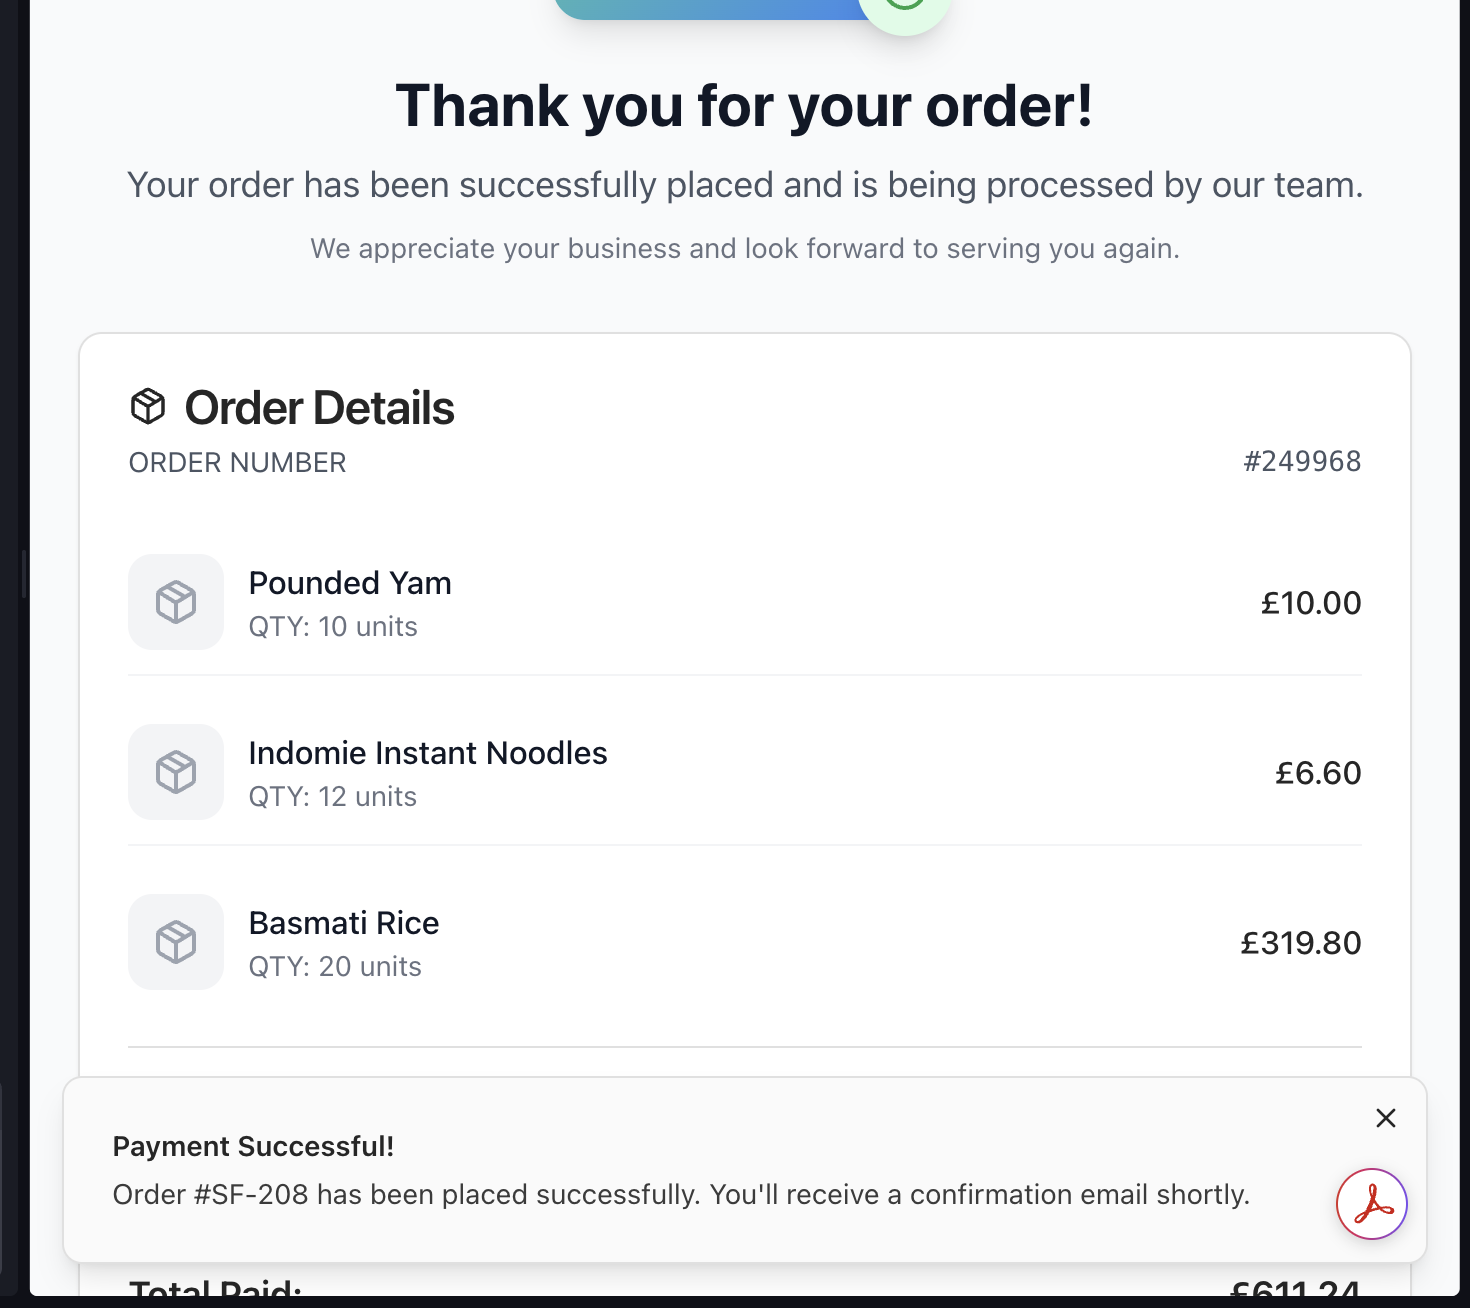 Thank you for your order!
Your order has been successfully placed and is being processed by our team.
We appreciate your business and look forward to serving you again.
Order Details
ORDER NUMBER #249968
Pounded Yam
QTY: 10 units
£10.00
Indomie Instant Noodles
QTY: 12 units
£6.60
Basmati Rice
QTY: 20 units
£319.80
Payment Successful!
Order #SF-208 has been placed successfully. You'll receive a confirmation email shortly.
Total Paid: £611.24